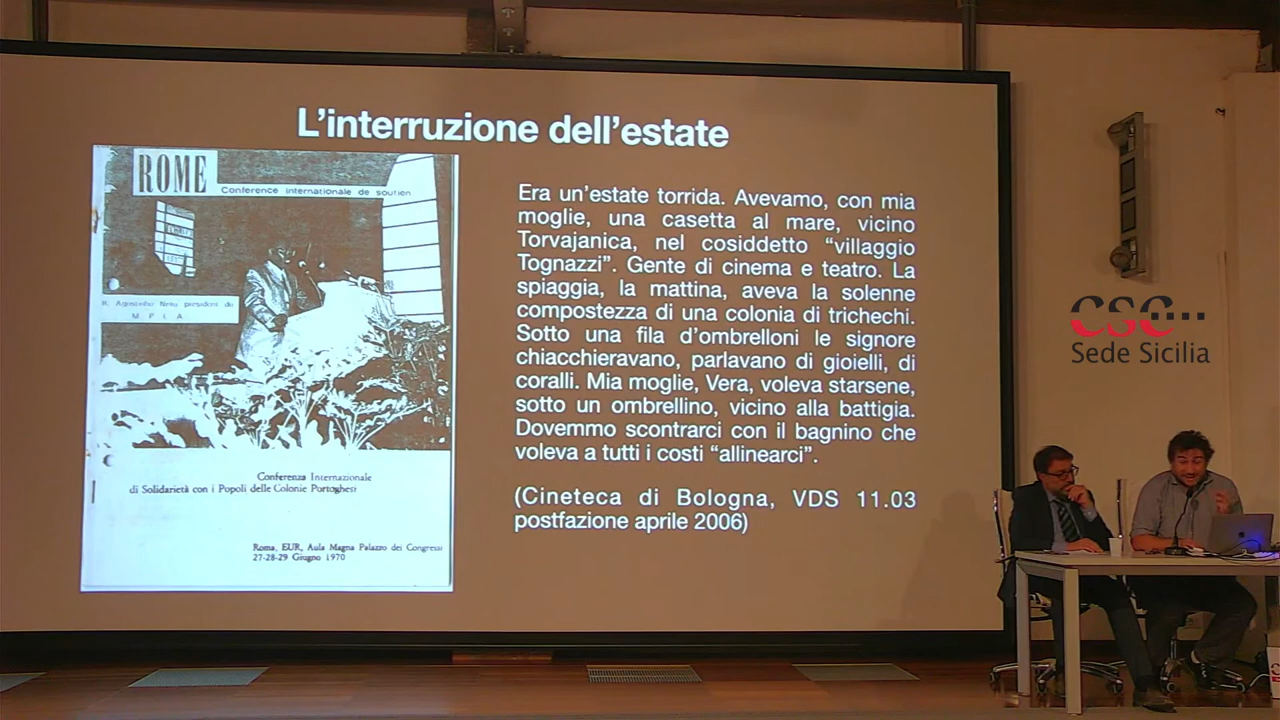 L'interruzione dell'estate
ROME
Conference internationale de soutien
R. Agostinho Neto presidente do
M P L A
Conferenza Internazionale
di Solidarietà con i Popoli delle Colonie Portoghesi
Roma, EUR, Aula Magna Palazzo dei Congressi
27-28-29 Giugno 1970
Era un'estate torrida. Avevamo, con mia
moglie, una casetta al mare, vicino
Torvajanica, nel cosiddetto "villaggio
Tognazzi". Gente di cinema e teatro. La
spiaggia, la mattina, aveva la solenne
compostezza di una colonia di trichechi.
Sotto una fila d'ombrelloni le signore
chiacchieravano, parlavano di gioielli, di
coralli. Mia moglie, Vera, voleva starsene,
sotto un ombrellino, vicino alla battigia.
Dovemmo scontrarci con il bagnino che
voleva a tutti i costi "allinearci".
(Cineteca di Bologna, VDS 11.03
postfazione aprile 2006)
CSC
Sede Sicilia